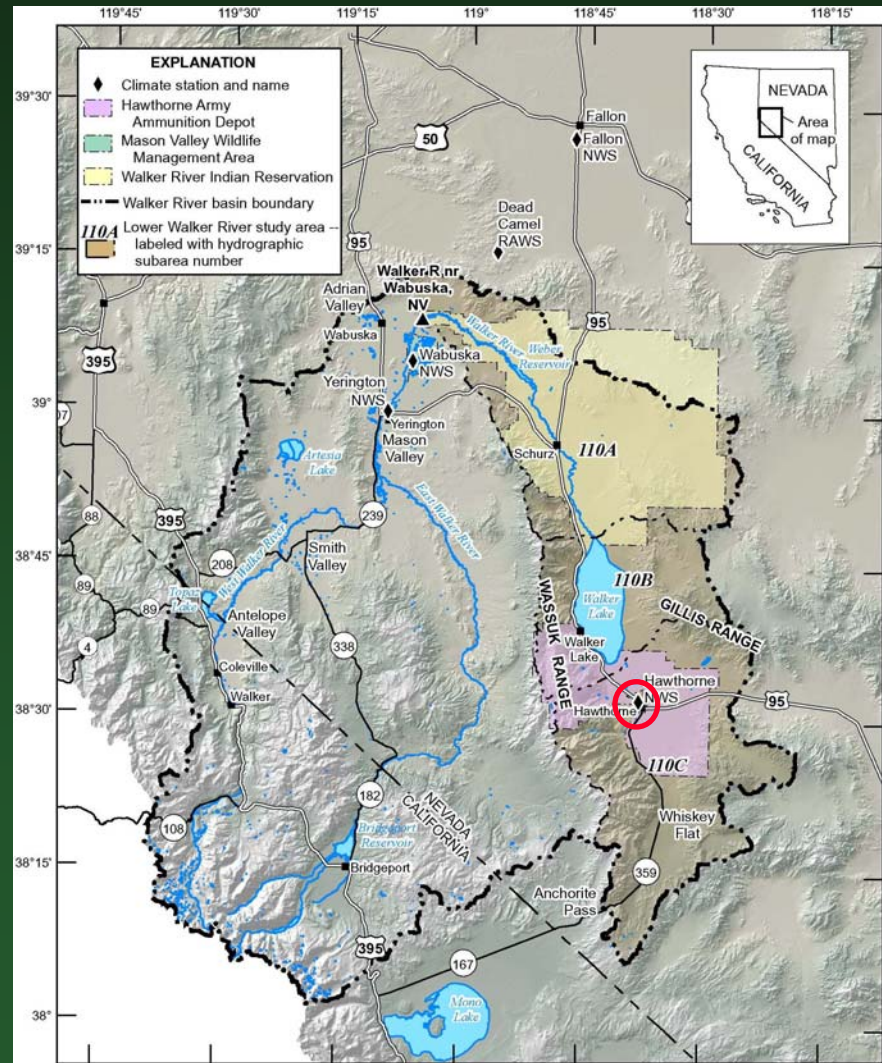 119°45'
119°30'
119°15'
119°
118°45'
118°30'
118°15'
EXPLANATION
Climate station and name
Hawthorne Army
Ammunition Depot
Mason Valley Wildlife
Management Area
Walker River Indian Reservation
Walker River basin boundary
110A Lower Walker River study area --
labeled with hydrographic
subarea number
NEVADA
Area
of map
CALIFORNIA
39°30'
50
Fallon
Fallon
NWS
Dead
Camel
RAWS
39°15'
95
Walker R nr
Wabuska,
NV
Adrian
Valley
Wabuska
Walker River
Weber
Reservoir
95
395
Wabuska
NWS
Yerington
NWS
39°
Yerington
Mason
Valley
07
Schurz
110A
Artesia
Lake
East Walker River
88
395
239
38°45'
208
West Walker River
Smith
Valley
110B
89
89
Topaz
Lake
Walker
Lake
WASSUK
RANGE
GILLIS RANGE
Antelope
Valley
4
338
Walker
Lake
Coleville
Hawthorne
NWS
38°30'
Walker
Hawthorne
95
110C
182
NEVADA
CALIFORNIA
108
Whiskey
Flat
Bridgeport
Reservoir
38°15'
Bridgeport
359
Anchorite
Pass
395
167
38°
Mono
Lake